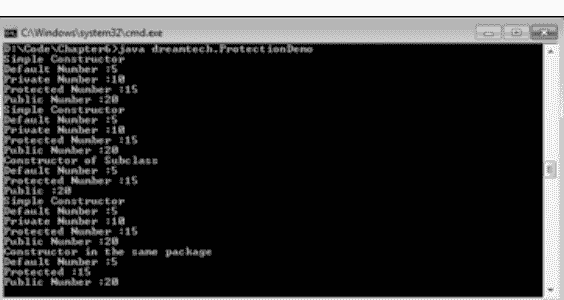 C:\Windows\system32\cmd.exe
D:\Code\Chapter6>java dreamtech.ProtectionDemo
Simple Constructor
Default Number :5
Private Number :10
Protected Number :15
Public Number :20
Simple Constructor
Default Number :5
Private Number :10
Protected Number :15
Public Number :20
Constructor of Subclass
Default Number :5
Protected Number :15
Public :20
Simple Constructor
Default Number :5
Private Number :10
Protected Number :15
Public Number :20
Constructor in the same package
Default Number :5
Protected :15
Public Number :20